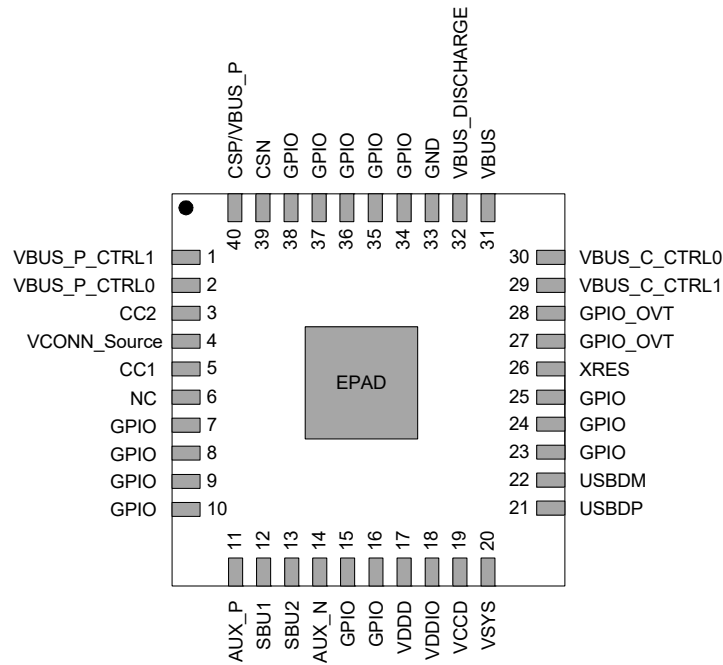 CSP/VBUS_P
CSN
GPIO
GPIO
GPIO
GPIO
GPIO
GND
VBUS_DISCHARGE
VBUS
40
39
38
37
36
35
34
33
32
31
VBUS_P_CTRL1 1
VBUS_P_CTRL0 2
CC2 3
VCONN_Source 4
CC1 5
NC 6
GPIO 7
GPIO 8
GPIO 9
GPIO 10
EPAD
30 VBUS_C_CTRL0
29 VBUS_C_CTRL1
28 GPIO_OVT
27 GPIO_OVT
26 XRES
25 GPIO
24 GPIO
23 GPIO
22 USBDM
21 USBDP
11
12
13
14
15
16
17
18
19
20
AUX_P
SBU1
SBU2
AUX_N
GPIO
GPIO
VDDD
VDDIO
VCCD
VSYS